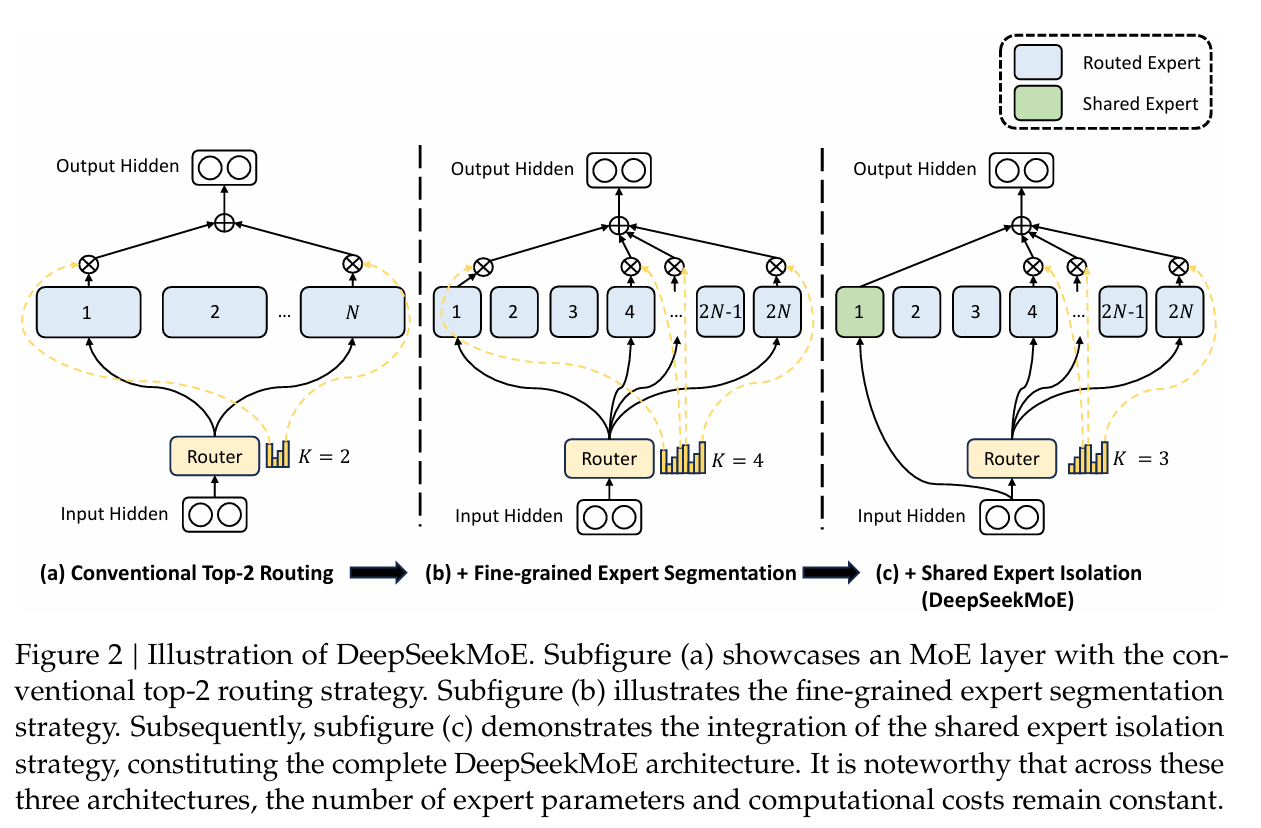 Routed Expert
Shared Expert
Output Hidden
1
2
...
N
Router
K = 2
Input Hidden
(a) Conventional Top-2 Routing
Output Hidden
1
2
3
4
...
2N-1
2N
Router
K = 4
Input Hidden
(b) + Fine-grained Expert Segmentation
Output Hidden
1
2
3
4
...
2N-1
2N
Router
K = 3
Input Hidden
(c) + Shared Expert Isolation
(DeepSeekMoE)
Figure 2 | Illustration of DeepSeekMoE. Subfigure (a) showcases an MoE layer with the con-
ventional top-2 routing strategy. Subfigure (b) illustrates the fine-grained expert segmentation
strategy. Subsequently, subfigure (c) demonstrates the integration of the shared expert isolation
strategy, constituting the complete DeepSeekMoE architecture. It is noteworthy that across these
three architectures, the number of expert parameters and computational costs remain constant.